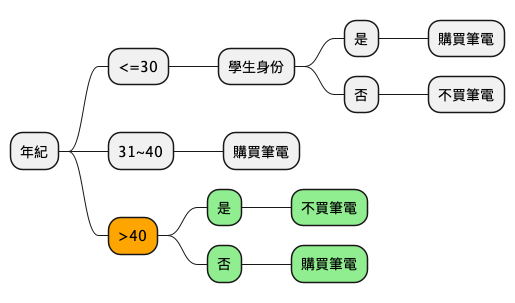 年紀
<=30
學生身份
是
購買筆電
否
不買筆電
31~40
購買筆電
>40
是
不買筆電
否
購買筆電